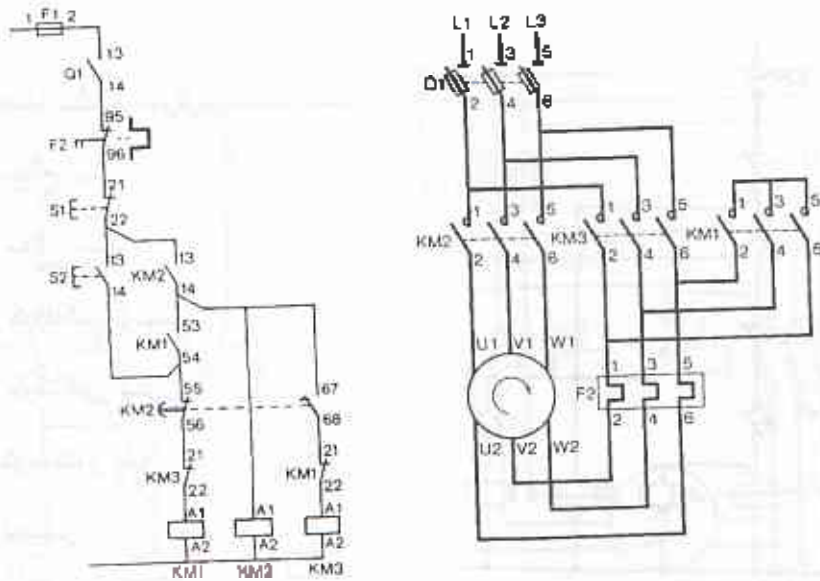 1 F1 2
13
Q1
14
95
F2
96
21
S1
22
13
S2
14
13
KM2
14
53
KM1
54
55
KM2
56
67
68
21
KM3
22
21
KM1
22
A1 A1 A1
A2 A2 A2
KM1 KM2 KM3
L1 L2 L3
1 3 5
Q1
2 4 6
1 3 5 1 3 5 1 3 5
KM2 KM3 KM1
2 4 6 2 4 6 2 4 6
U1 V1 W1
1 3 5
F2
2 4 6
U2 V2 W2